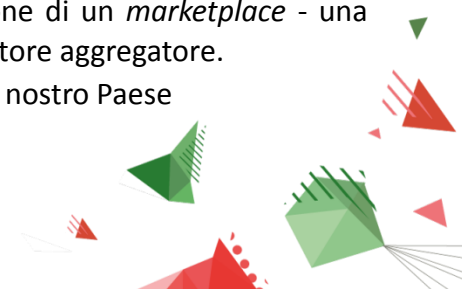 ne di un marketplace - una
tore aggregatore.
nostro Paese